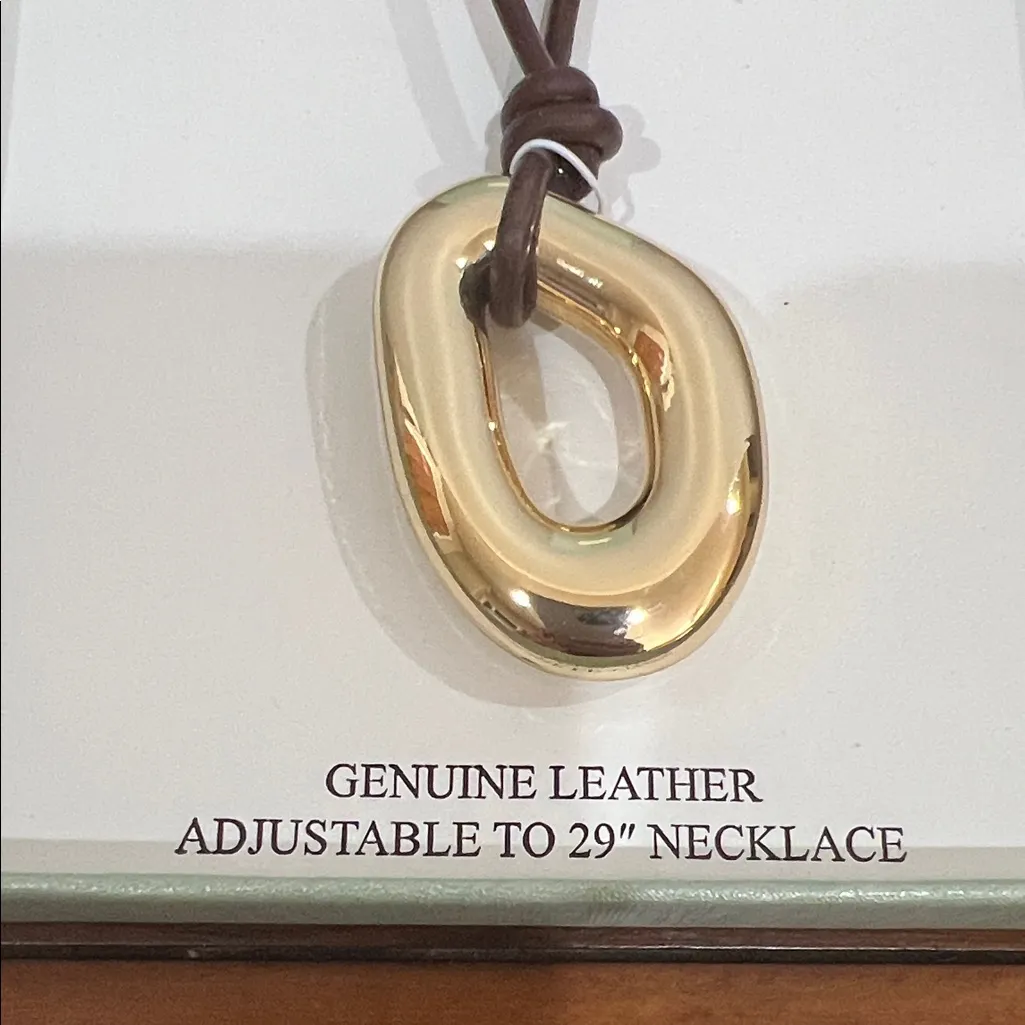 GENUINE LEATHER
ADJUSTABLE TO 29" NECKLACE